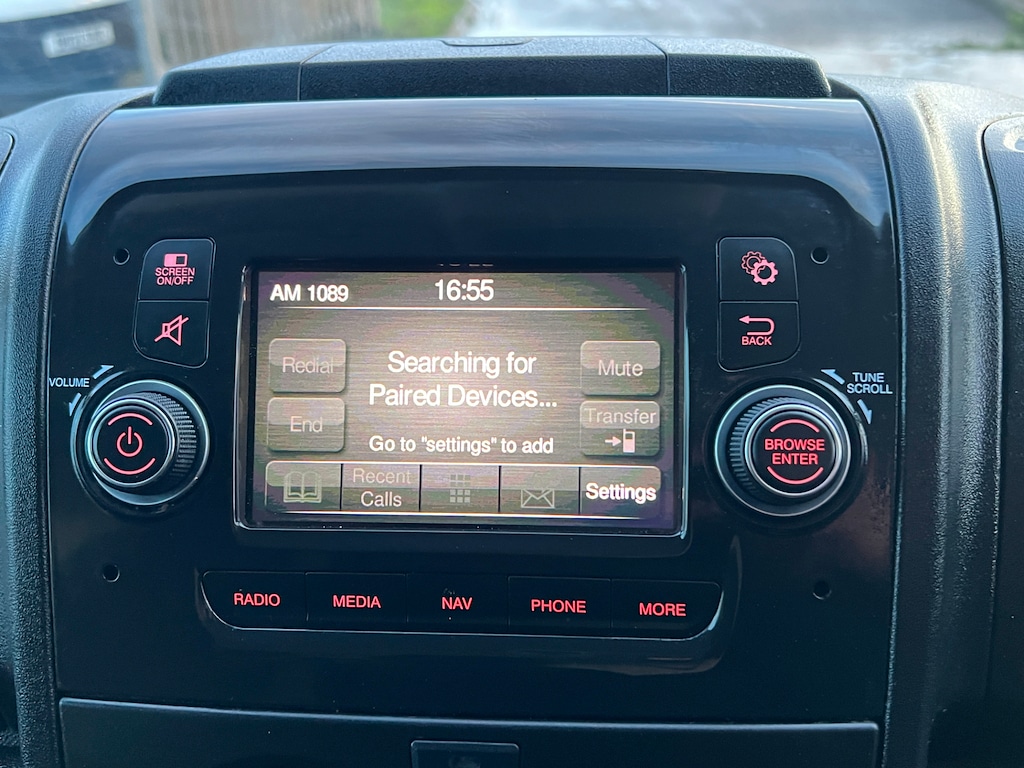 SCREEN
ON/OFF
VOLUME
AM 1089
16:55
Redial
Searching for
Paired Devices...
Mute
End
Go to "settings" to add
Transfer
Recent
Calls
Settings
BACK
TUNE
SCROLL
BROWSE
ENTER
RADIO
MEDIA
NAV
PHONE
MORE